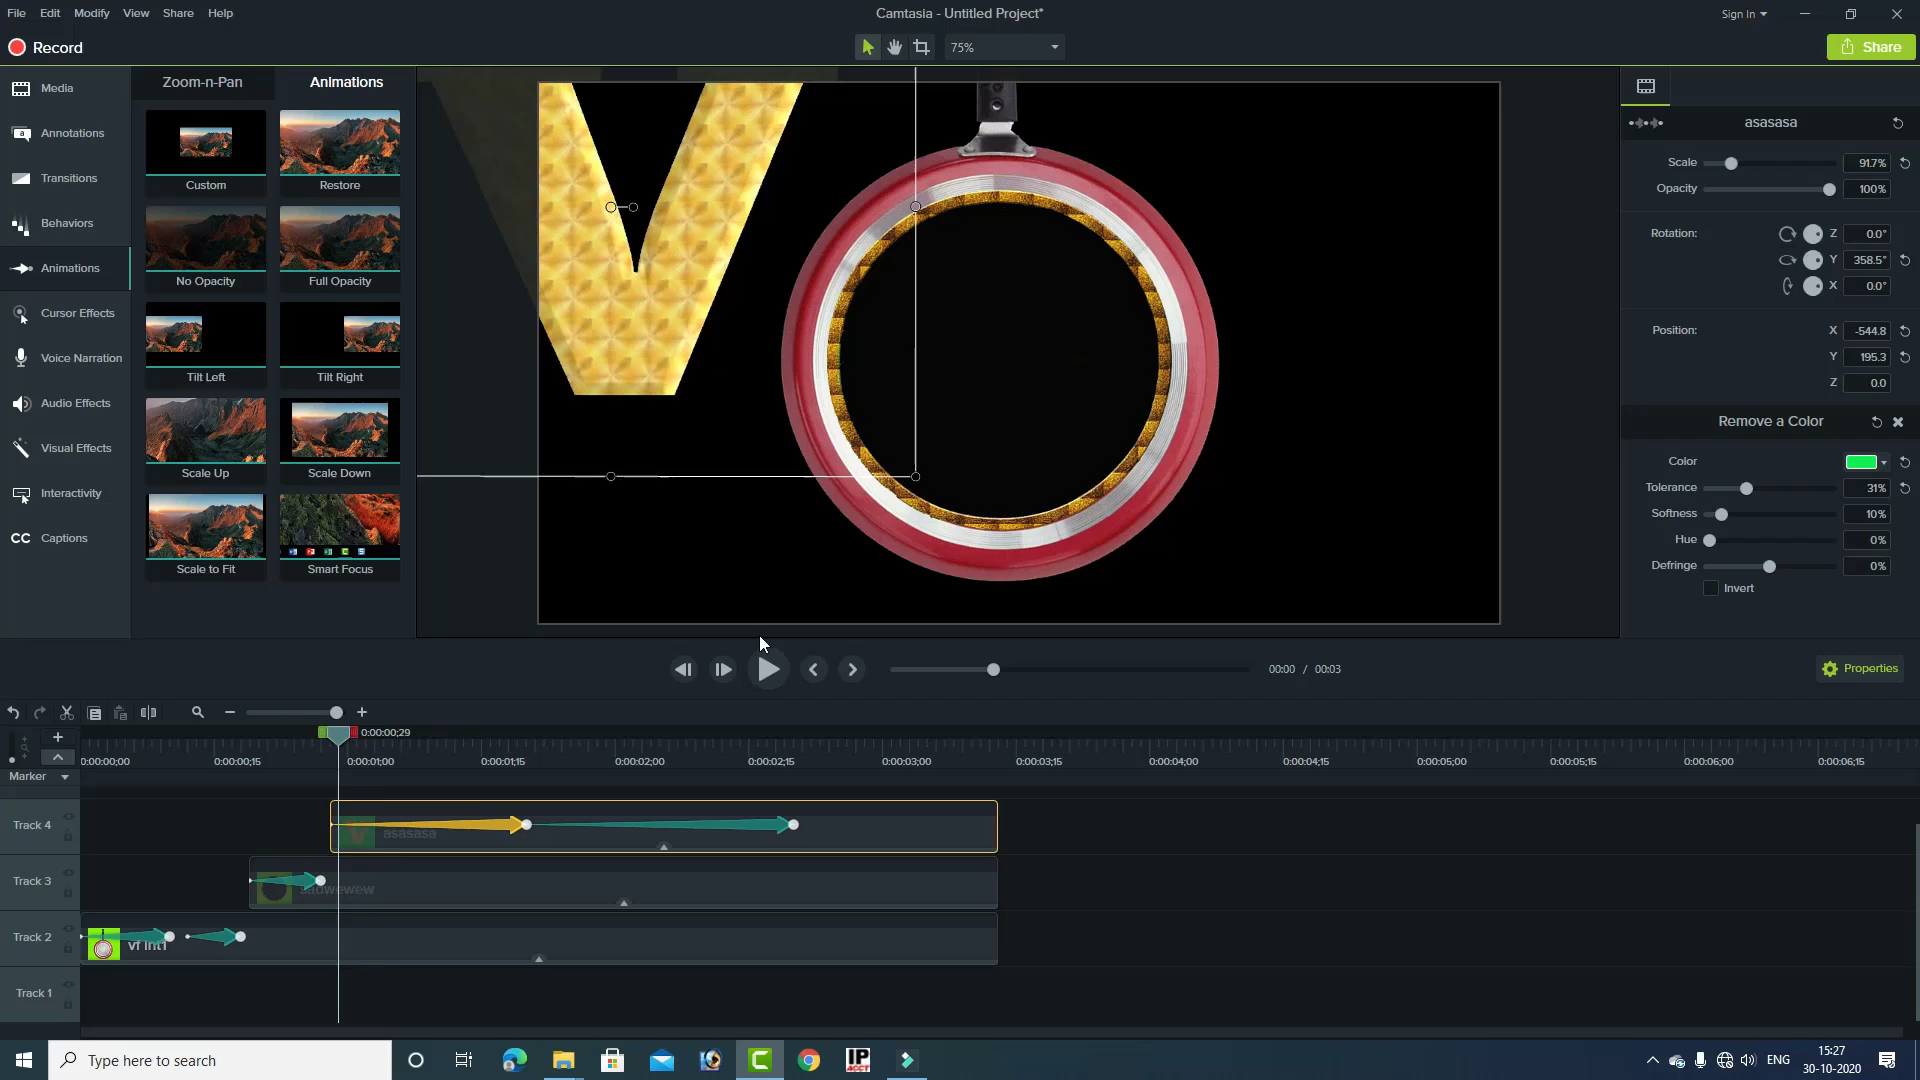 File Edit Modify View Share Help
Camtasia - Untitled Project*
Sign In
Record
75%
Share
Media
Annotations
Transitions
Behaviors
Animations
Cursor Effects
Voice Narration
Audio Effects
Visual Effects
Interactivity
CC Captions
Zoom-n-Pan Animations
Custom Restore
No Opacity Full Opacity
Tilt Left Tilt Right
Scale Up Scale Down
Scale to Fit Smart Focus
V
asasasa
Scale 91.7%
Opacity 100%
Rotation: Z 0.0°
Y 358.5°
X 0.0°
Position: X -544.8
Y 195.3
Z 0.0
Remove a Color
Color
Tolerance 31%
Softness 10%
Hue 0%
Defringe 0%
Invert
00:00 / 00:03
Properties
0:00:00;29
0:00:00;00 0:00:00;15 0:00:01;00 0:00:01;15 0:00:02;00 0:00:02;15 0:00:03;00 0:00:03;15 0:00:04;00 0:00:04;15 0:00:05;00 0:00:05;15 0:00:06;00 0:00:06;15
Marker
Track 4 asasasa
Track 3
Track 2
Track 1
Type here to search
IP
ACCT
ENG
15:27
30-10-2020